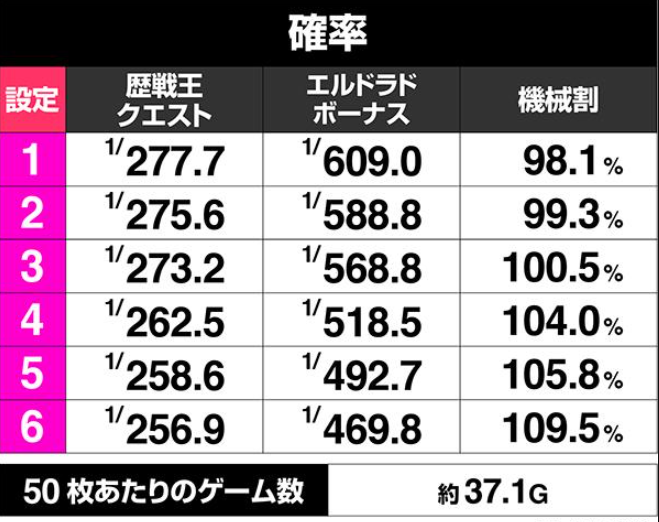 確率
設定 歴戦王クエスト エルドラドボーナス 機械割
1 1/277.7 1/609.0 98.1%
2 1/275.6 1/588.8 99.3%
3 1/273.2 1/568.8 100.5%
4 1/262.5 1/518.5 104.0%
5 1/258.6 1/492.7 105.8%
6 1/256.9 1/469.8 109.5%
50枚あたりのゲーム数 約37.1G